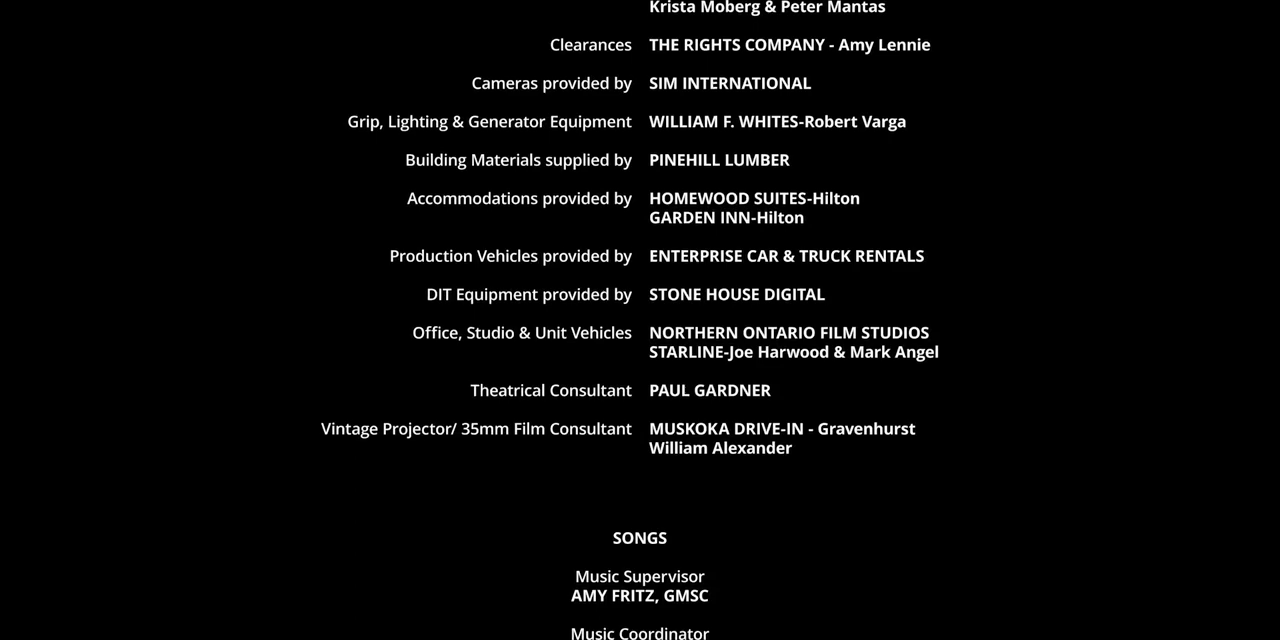 Krista Moberg & Peter Mantas
Clearances THE RIGHTS COMPANY - Amy Lennie
Cameras provided by SIM INTERNATIONAL
Grip, Lighting & Generator Equipment WILLIAM F. WHITES-Robert Varga
Building Materials supplied by PINEHILL LUMBER
Accommodations provided by HOMEWOOD SUITES-Hilton
GARDEN INN-Hilton
Production Vehicles provided by ENTERPRISE CAR & TRUCK RENTALS
DIT Equipment provided by STONE HOUSE DIGITAL
Office, Studio & Unit Vehicles NORTHERN ONTARIO FILM STUDIOS
STARLINE-Joe Harwood & Mark Angel
Theatrical Consultant PAUL GARDNER
Vintage Projector/ 35mm Film Consultant MUSKOKA DRIVE-IN - Gravenhurst
William Alexander
SONGS
Music Supervisor
AMY FRITZ, GMSC
Music Coordinator